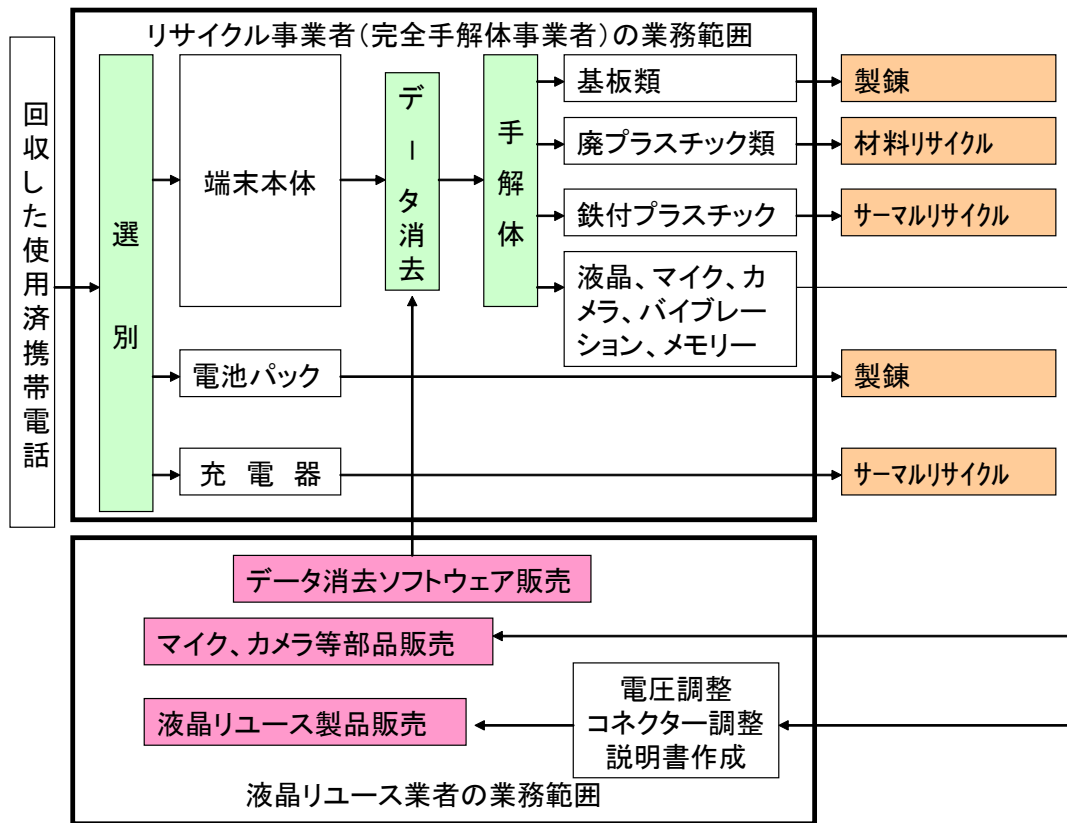 リサイクル事業者（完全手解体事業者）の業務範囲
回収した使用済携帯電話
選別
端末本体
データ消去
手解体
基板類
製錬
廃プラスチック類
材料リサイクル
鉄付プラスチック
サーマルリサイクル
液晶、マイク、カ
メラ、バイブレー
ション、メモリー
電池パック
製錬
充電器
サーマルリサイクル
データ消去ソフトウェア販売
マイク、カメラ等部品販売
液晶リユース製品販売
電圧調整
コネクター調整
説明書作成
液晶リユース業者の業務範囲